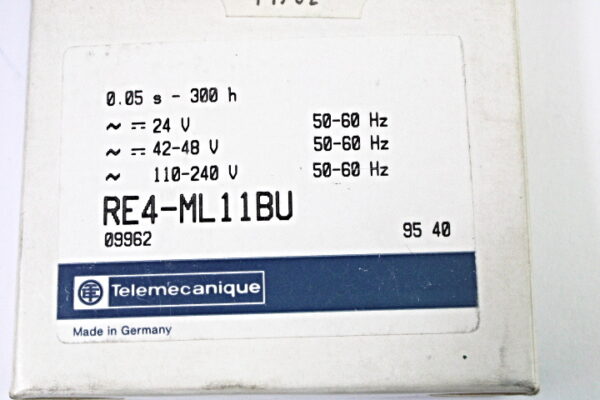 0.05 s - 300 h
~ ⎓ 24 V 50-60 Hz
~ ⎓ 42-48 V 50-60 Hz
~ 110-240 V 50-60 Hz
RE4-ML11BU
09962 95 40
Telemecanique
Made in Germany